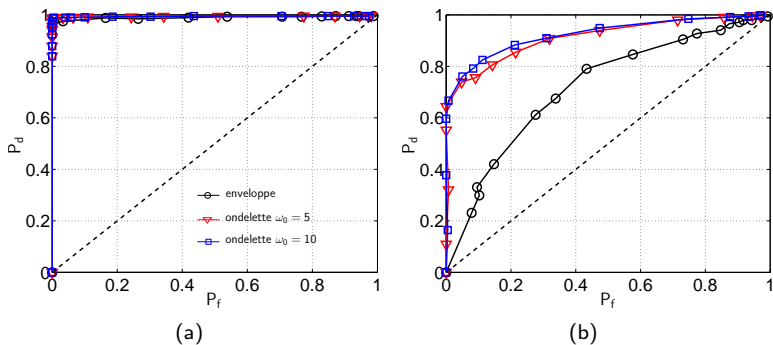 1
0.8
0.6
0.4
0.2
0
0 0.2 0.4 0.6 0.8 1
P_d
P_f
enveloppe
ondelette ω₀ = 5
ondelette ω₀ = 10
(a)
1
0.8
0.6
0.4
0.2
0
0 0.2 0.4 0.6 0.8 1
P_d
P_f
(b)